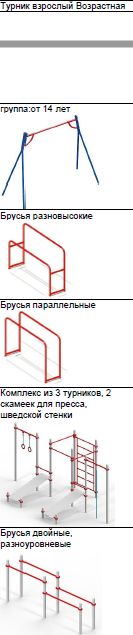 Турник взрослый Возрастная
группа:от 14 лет
Брусья разновысокие
Брусья параллельные
Комплекс из 3 турников, 2
скамеек для пресса,
шведской стенки
Брусья двойные,
разноуровневые